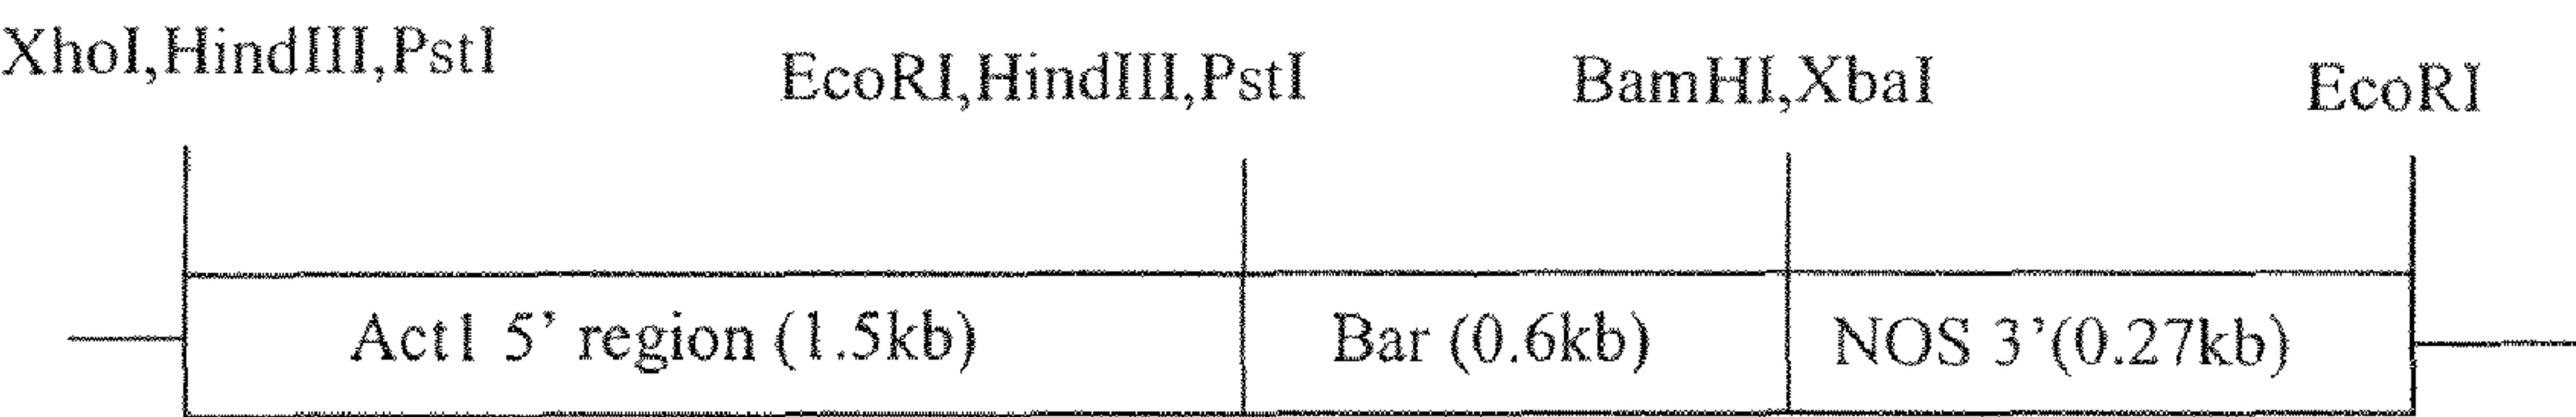 XhoI,HindIII,PstI
EcoRI,HindIII,PstI
BamHI,XbaI
EcoRI
Act1 5’ region (1.5kb)
Bar (0.6kb)
NOS 3’(0.27kb)